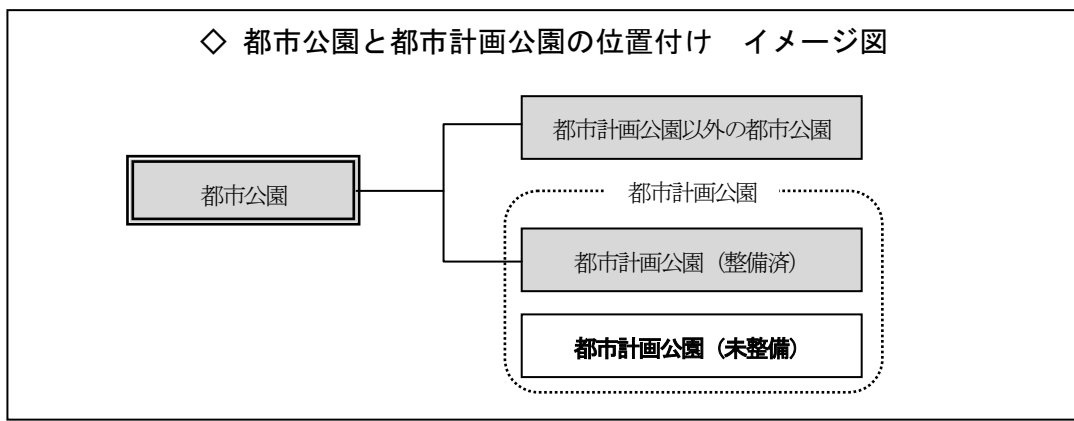 ◇ 都市公園と都市計画公園の位置付け　イメージ図
都市計画公園以外の都市公園
都市公園
都市計画公園
都市計画公園（整備済）
都市計画公園（未整備）